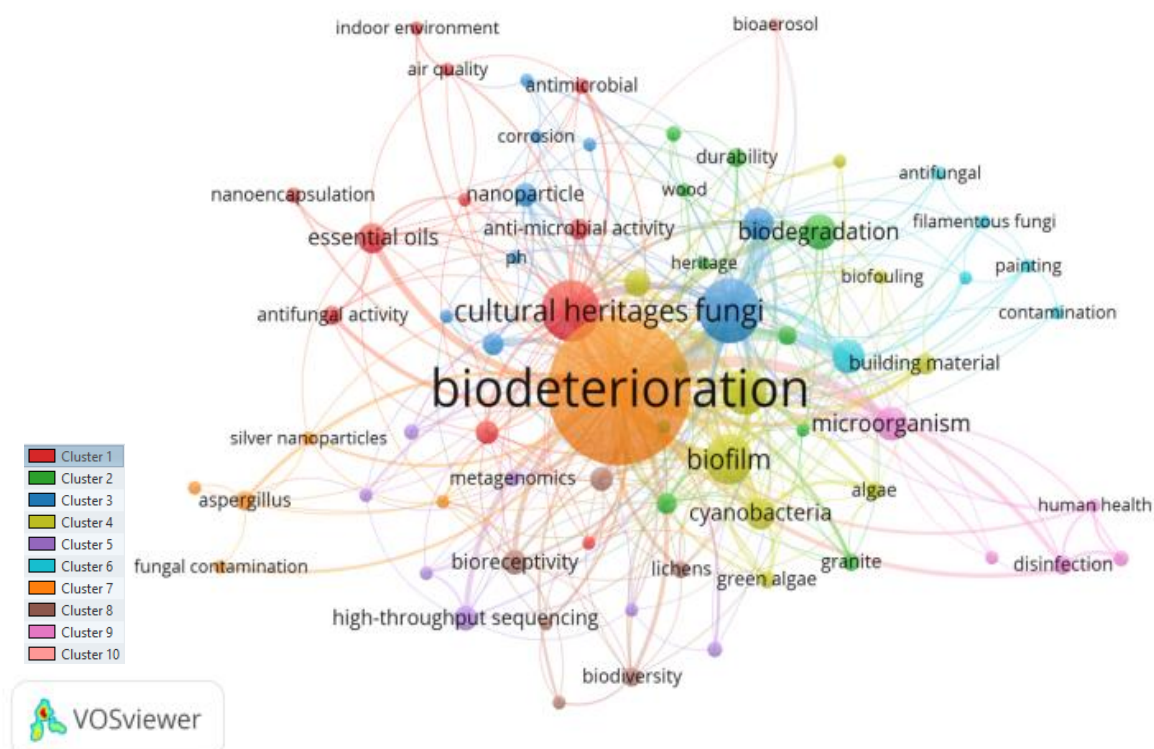 indoor environment
bioaerosol
air quality
antimicrobial
corrosion
durability
antifungal
nanoencapsulation
nanoparticle
wood
essential oils
anti-microbial activity
biodegradation
filamentous fungi
ph
heritage
biofouling
painting
antifungal activity
cultural heritages
fungi
contamination
building material
biodeterioration
microorganism
silver nanoparticles
biofilm
metagenomics
aspergillus
cyanobacteria
algae
human health
fungal contamination
bioreceptivity
lichens
green algae
granite
disinfection
high-throughput sequencing
biodiversity
Cluster 1
Cluster 2
Cluster 3
Cluster 4
Cluster 5
Cluster 6
Cluster 7
Cluster 8
Cluster 9
Cluster 10
VOSviewer